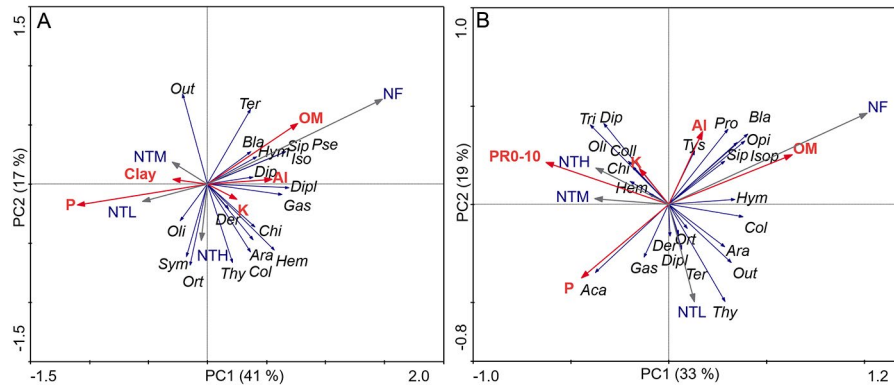 A
1.5
Out
Ter
NF
OM
Bla
Hym
Sip
Pse
Iso
NTM
Clay
Dip
Al
Dipl
P
NTL
K
Gas
Der
Oli
Chi
NTH
Ara
Hem
Sym
Thy
Col
Ort
PC2 (17 %)
-1.5
-1.5
PC1 (41 %)
2.0
B
1.0
NF
Tri
Dip
Al
Pro
Bla
Oli
Coll
Tys
Opi
OM
PR0-10
NTH
K
Sip
Isop
Chi
Hem
NTM
Hym
Col
Der
Ort
Ara
Gas
Dipl
Out
P
Aca
Ter
NTL
Thy
PC2 (19 %)
-0.8
-1.0
PC1 (33 %)
1.2